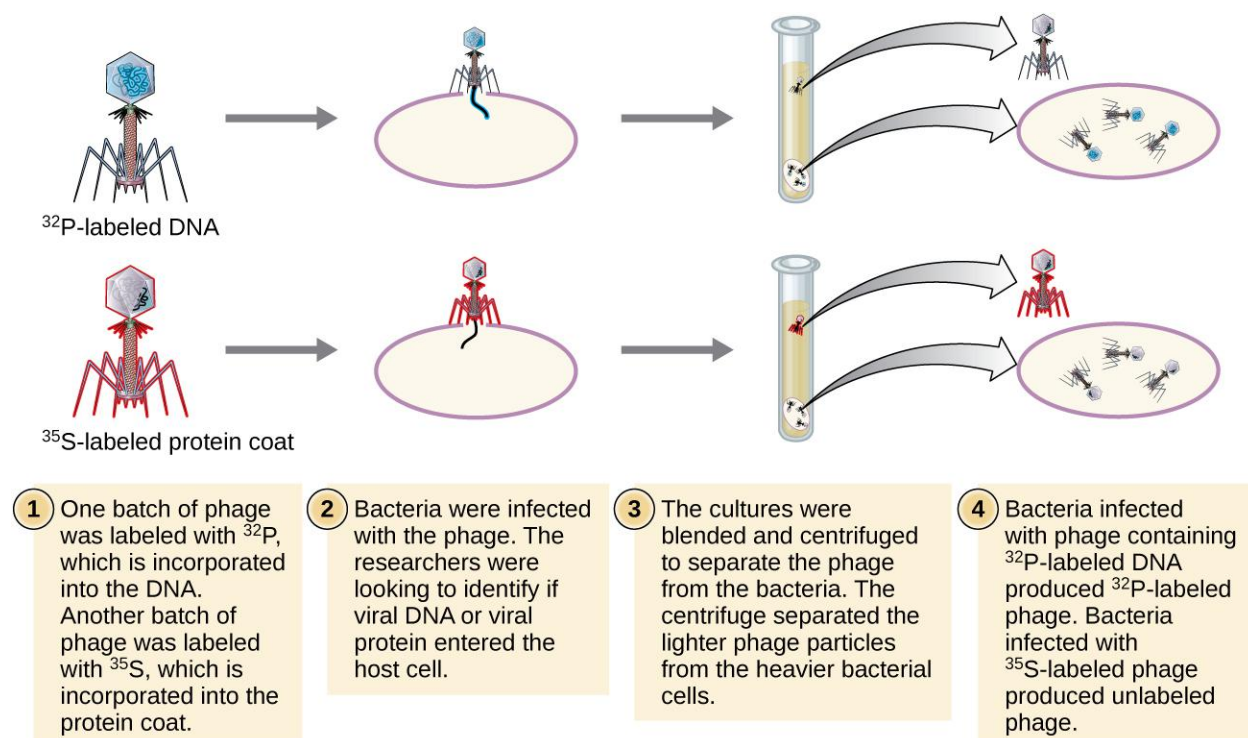 ³²P-labeled DNA
³⁵S-labeled protein coat
1 One batch of phage
was labeled with ³²P,
which is incorporated
into the DNA.
Another batch of
phage was labeled
with ³⁵S, which is
incorporated into the
protein coat.
2 Bacteria were infected
with the phage. The
researchers were
looking to identify if
viral DNA or viral
protein entered the
host cell.
3 The cultures were
blended and centrifuged
to separate the phage
from the bacteria. The
centrifuge separated the
lighter phage particles
from the heavier bacterial
cells.
4 Bacteria infected
with phage containing
³²P-labeled DNA
produced ³²P-labeled
phage. Bacteria
infected with
³⁵S-labeled phage
produced unlabeled
phage.